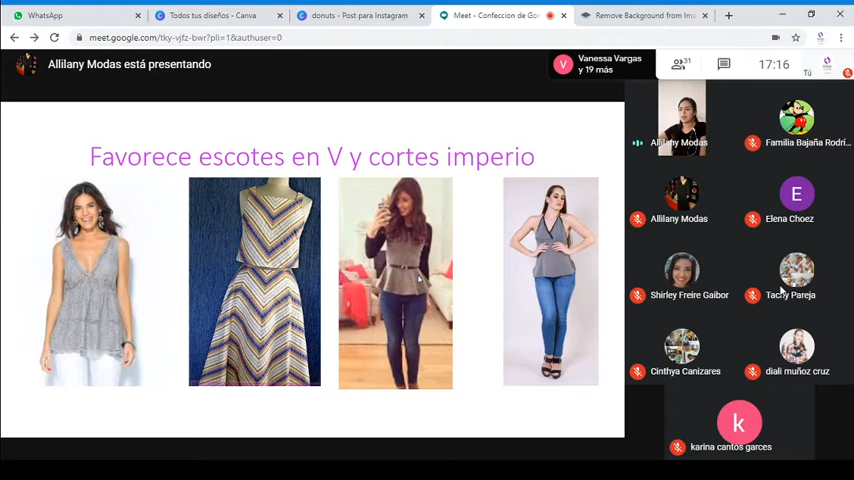 WhatsApp
Todos tus diseños - Canva
donuts - Post para Instagram
Meet - Confeccion de Go
Remove Background from Ima
meet.google.com/tky-vjfz-bwr?pli=1&authuser=0
Allilany Modas está presentando
Vanessa Vargas
y 19 más
31
17:16
Tú
Favorece escotes en V y cortes imperio
Allilany Modas
Familia Bajaña Rodrí...
Allilany Modas
E
Elena Choez
Shirley Freire Gaibor
Tachy Pareja
Cinthya Canizares
diali muñoz cruz
k
karina cantos garces
V